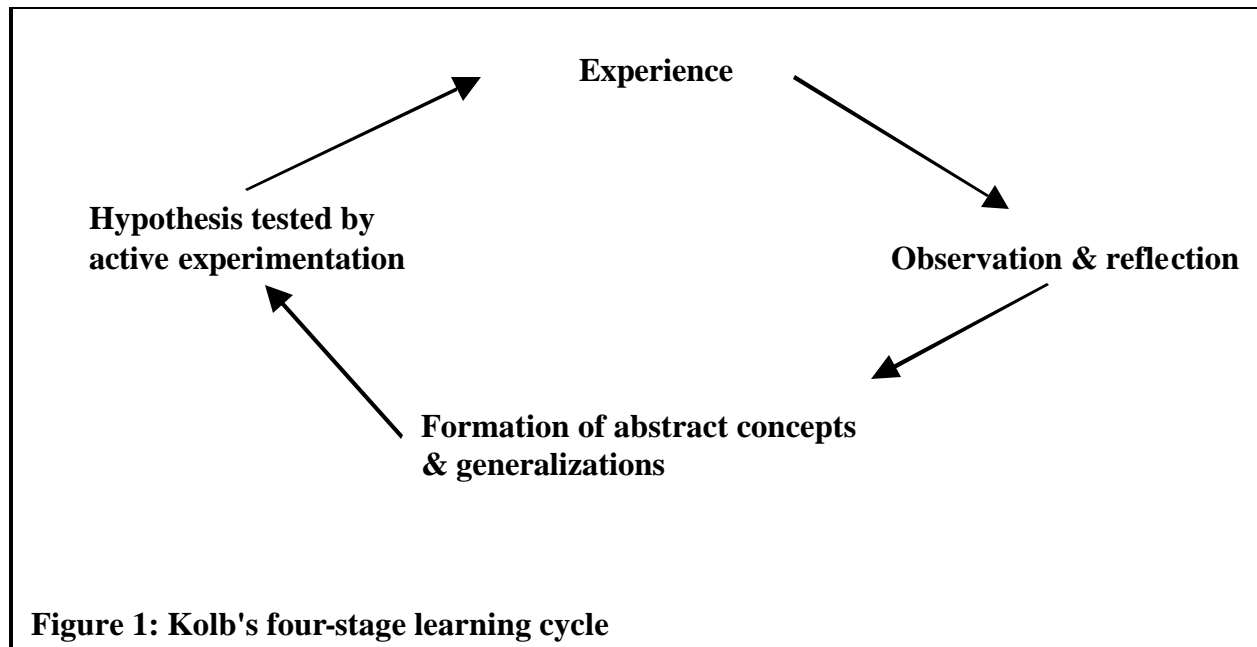 Experience
Hypothesis tested by
active experimentation
Observation & reflection
Formation of abstract concepts
& generalizations
Figure 1: Kolb's four-stage learning cycle